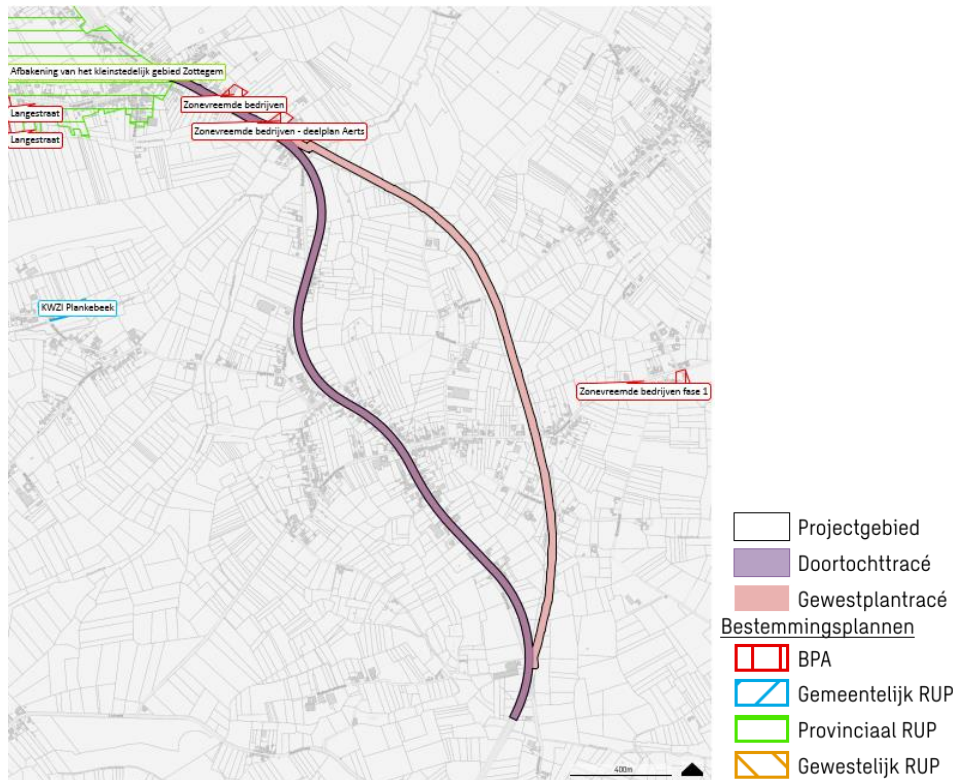 Afbakening van het kleinstedelijk gebied Zottegem
Zonevreemde bedrijven
Langestraat
Zonevreemde bedrijven - deelplan Aerts
Langestraat
KWZI Plankebeek
Zonevreemde bedrijven fase 1
Projectgebied
Doortochttracé
Gewestplantracé
Bestemmingsplannen
BPA
Gemeentelijk RUP
Provinciaal RUP
Gewestelijk RUP
400m